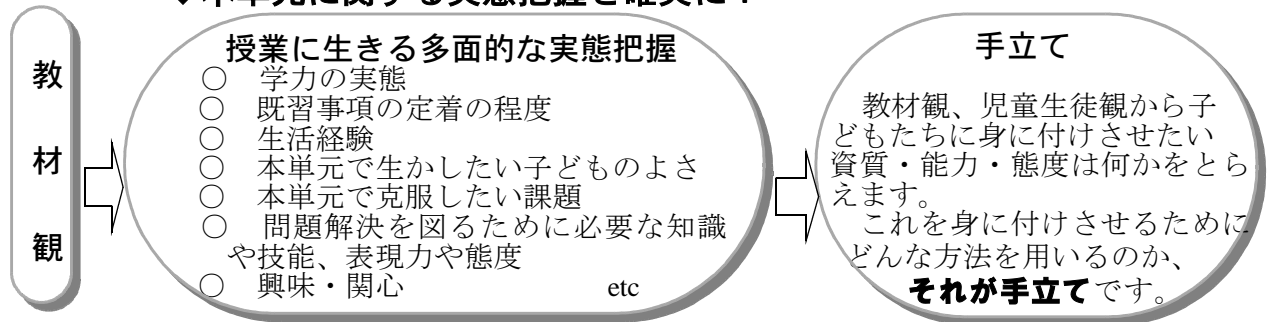 教材観
授業に生きる多面的な実態把握
○　学力の実態
○　既習事項の定着の程度
○　生活経験
○　本単元で生かしたい子どものよさ
○　本単元で克服したい課題
○　問題解決を図るために必要な知識
や技能、表現力や態度
○　興味・関心　　　　　etc
手立て
教材観、児童生徒観から子
どもたちに身に付けさせたい
資質・能力・態度は何かをとら
えます。
これを身に付けさせるために
どんな方法を用いるのか、
それが手立てです。